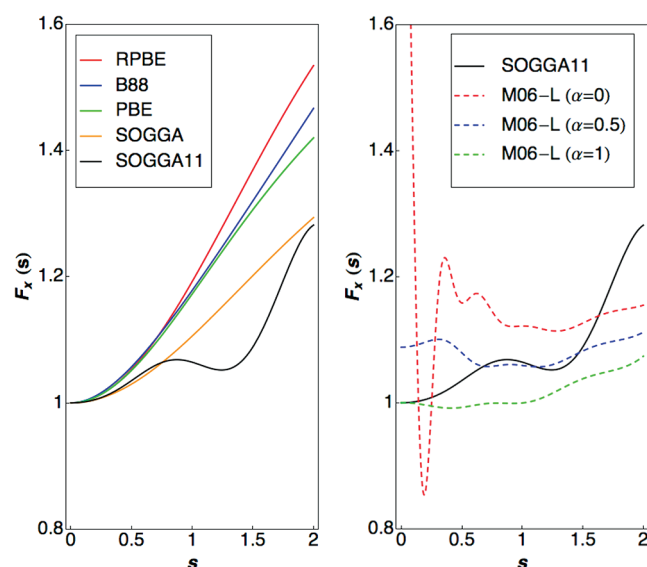 1.6
1.4
1.2
1
0.8
Fx (s)
RPBE
B88
PBE
SOGGA
SOGGA11
0
0.5
1
1.5
2
s
1.6
1.4
1.2
1
0.8
Fx (s)
SOGGA11
M06−L (α=0)
M06−L (α=0.5)
M06−L (α=1)
0
0.5
1
1.5
2
s